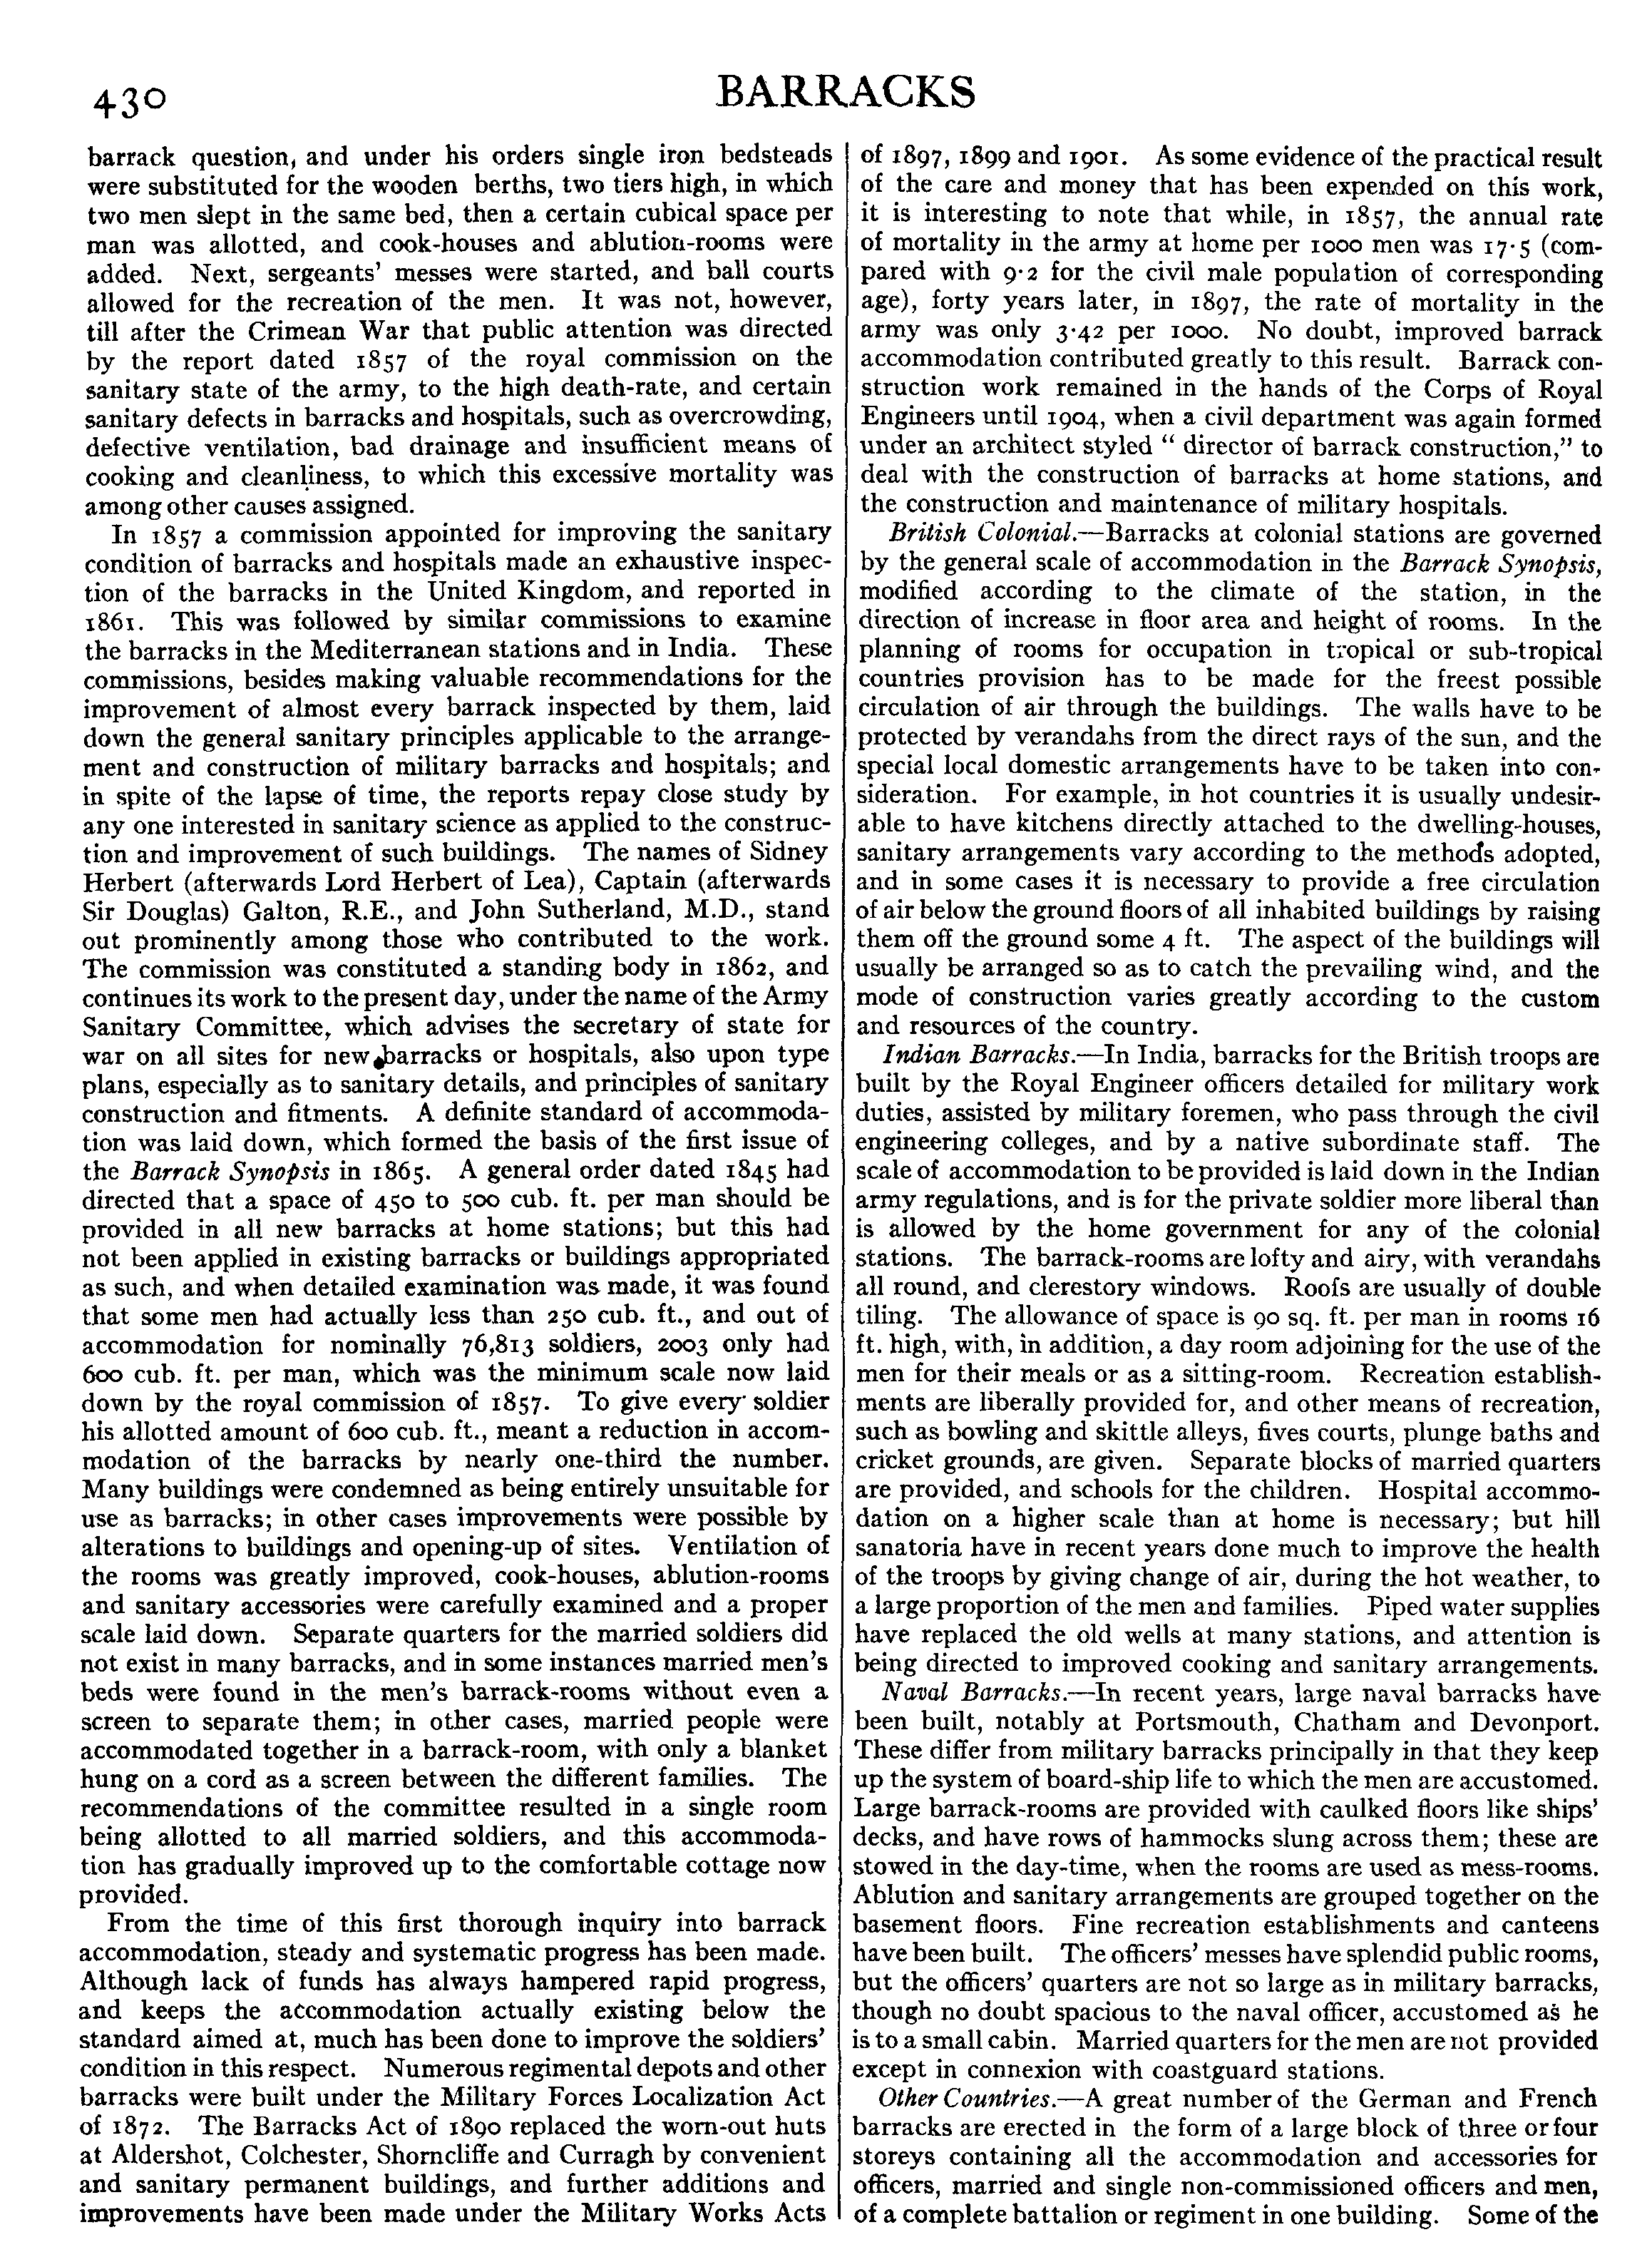 430
BARRACKS
barrack question, and under his orders single iron bedsteads
were substituted for the wooden berths, two tiers high, in which
two men slept in the same bed, then a certain cubical space per
man was allotted, and cook-houses and ablution-rooms were
added. Next, sergeants’ messes were started, and ball courts
allowed for the recreation of the men. It was not, however,
till after the Crimean War that public attention was directed
by the report dated 1857 of the royal commission on the
sanitary state of the army, to the high death-rate, and certain
sanitary defects in barracks and hospitals, such as overcrowding,
defective ventilation, bad drainage and insufficient means of
cooking and cleanliness, to which this excessive mortality was
among other causes assigned.
In 1857 a commission appointed for improving the sanitary
condition of barracks and hospitals made an exhaustive inspec-
tion of the barracks in the United Kingdom, and reported in
1861. This was followed by similar commissions to examine
the barracks in the Mediterranean stations and in India. These
commissions, besides making valuable recommendations for the
improvement of almost every barrack inspected by them, laid
down the general sanitary principles applicable to the arrange-
ment and construction of military barracks and hospitals; and
in spite of the lapse of time, the reports repay close study by
any one interested in sanitary science as applied to the construc-
tion and improvement of such buildings. The names of Sidney
Herbert (afterwards Lord Herbert of Lea), Captain (afterwards
Sir Douglas) Galton, R.E., and John Sutherland, M.D., stand
out prominently among those who contributed to the work.
The commission was constituted a standing body in 1862, and
continues its work to the present day, under the name of the Army
Sanitary Committee, which advises the secretary of state for
war on all sites for new barracks or hospitals, also upon type
plans, especially as to sanitary details, and principles of sanitary
construction and fitments. A definite standard of accommoda-
tion was laid down, which formed the basis of the first issue of
the Barrack Synopsis in 1865. A general order dated 1845 had
directed that a space of 450 to 500 cub. ft. per man should be
provided in all new barracks at home stations; but this had
not been applied in existing barracks or buildings appropriated
as such, and when detailed examination was made, it was found
that some men had actually less than 250 cub. ft., and out of
accommodation for nominally 76,813 soldiers, 2003 only had
600 cub. ft. per man, which was the minimum scale now laid
down by the royal commission of 1857. To give every soldier
his allotted amount of 600 cub. ft., meant a reduction in accom-
modation of the barracks by nearly one-third the number.
Many buildings were condemned as being entirely unsuitable for
use as barracks; in other cases improvements were possible by
alterations to buildings and opening-up of sites. Ventilation of
the rooms was greatly improved, cook-houses, ablution-rooms
and sanitary accessories were carefully examined and a proper
scale laid down. Separate quarters for the married soldiers did
not exist in many barracks, and in some instances married men’s
beds were found in the men’s barrack-rooms without even a
screen to separate them; in other cases, married people were
accommodated together in a barrack-room, with only a blanket
hung on a cord as a screen between the different families. The
recommendations of the committee resulted in a single room
being allotted to all married soldiers, and this accommoda-
tion has gradually improved up to the comfortable cottage now
provided.
From the time of this first thorough inquiry into barrack
accommodation, steady and systematic progress has been made.
Although lack of funds has always hampered rapid progress,
and keeps the accommodation actually existing below the
standard aimed at, much has been done to improve the soldiers’
condition in this respect. Numerous regimental depots and other
barracks were built under the Military Forces Localization Act
of 1872. The Barracks Act of 1890 replaced the worn-out huts
at Aldershot, Colchester, Shorncliffe and Curragh by convenient
and sanitary permanent buildings, and further additions and
improvements have been made under the Military Works Acts
of 1897, 1899 and 1901. As some evidence of the practical result
of the care and money that has been expended on this work,
it is interesting to note that while, in 1857, the annual rate
of mortality in the army at home per 1000 men was 17·5 (com-
pared with 9·2 for the civil male population of corresponding
age), forty years later, in 1897, the rate of mortality in the
army was only 3·42 per 1000. No doubt, improved barrack
accommodation contributed greatly to this result. Barrack con-
struction work remained in the hands of the Corps of Royal
Engineers until 1904, when a civil department was again formed
under an architect styled “ director of barrack construction,” to
deal with the construction of barracks at home stations, and
the construction and maintenance of military hospitals.
British Colonial.—Barracks at colonial stations are governed
by the general scale of accommodation in the Barrack Synopsis,
modified according to the climate of the station, in the
direction of increase in floor area and height of rooms. In the
planning of rooms for occupation in tropical or sub-tropical
countries provision has to be made for the freest possible
circulation of air through the buildings. The walls have to be
protected by verandahs from the direct rays of the sun, and the
special local domestic arrangements have to be taken into con-
sideration. For example, in hot countries it is usually undesir-
able to have kitchens directly attached to the dwelling-houses,
sanitary arrangements vary according to the methods adopted,
and in some cases it is necessary to provide a free circulation
of air below the ground floors of all inhabited buildings by raising
them off the ground some 4 ft. The aspect of the buildings will
usually be arranged so as to catch the prevailing wind, and the
mode of construction varies greatly according to the custom
and resources of the country.
Indian Barracks.—In India, barracks for the British troops are
built by the Royal Engineer officers detailed for military work
duties, assisted by military foremen, who pass through the civil
engineering colleges, and by a native subordinate staff. The
scale of accommodation to be provided is laid down in the Indian
army regulations, and is for the private soldier more liberal than
is allowed by the home government for any of the colonial
stations. The barrack-rooms are lofty and airy, with verandahs
all round, and clerestory windows. Roofs are usually of double
tiling. The allowance of space is 90 sq. ft. per man in rooms 16
ft. high, with, in addition, a day room adjoining for the use of the
men for their meals or as a sitting-room. Recreation establish-
ments are liberally provided for, and other means of recreation,
such as bowling and skittle alleys, fives courts, plunge baths and
cricket grounds, are given. Separate blocks of married quarters
are provided, and schools for the children. Hospital accommo-
dation on a higher scale than at home is necessary; but hill
sanatoria have in recent years done much to improve the health
of the troops by giving change of air, during the hot weather, to
a large proportion of the men and families. Piped water supplies
have replaced the old wells at many stations, and attention is
being directed to improved cooking and sanitary arrangements.
Naval Barracks.—In recent years, large naval barracks have
been built, notably at Portsmouth, Chatham and Devonport.
These differ from military barracks principally in that they keep
up the system of board-ship life to which the men are accustomed.
Large barrack-rooms are provided with caulked floors like ships’
decks, and have rows of hammocks slung across them; these are
stowed in the day-time, when the rooms are used as mess-rooms.
Ablution and sanitary arrangements are grouped together on the
basement floors. Fine recreation establishments and canteens
have been built. The officers’ messes have splendid public rooms,
but the officers’ quarters are not so large as in military barracks,
though no doubt spacious to the naval officer, accustomed as he
is to a small cabin. Married quarters for the men are not provided
except in connexion with coastguard stations.
Other Countries.—A great number of the German and French
barracks are erected in the form of a large block of three or four
storeys containing all the accommodation and accessories for
officers, married and single non-commissioned officers and men,
of a complete battalion or regiment in one building. Some of the